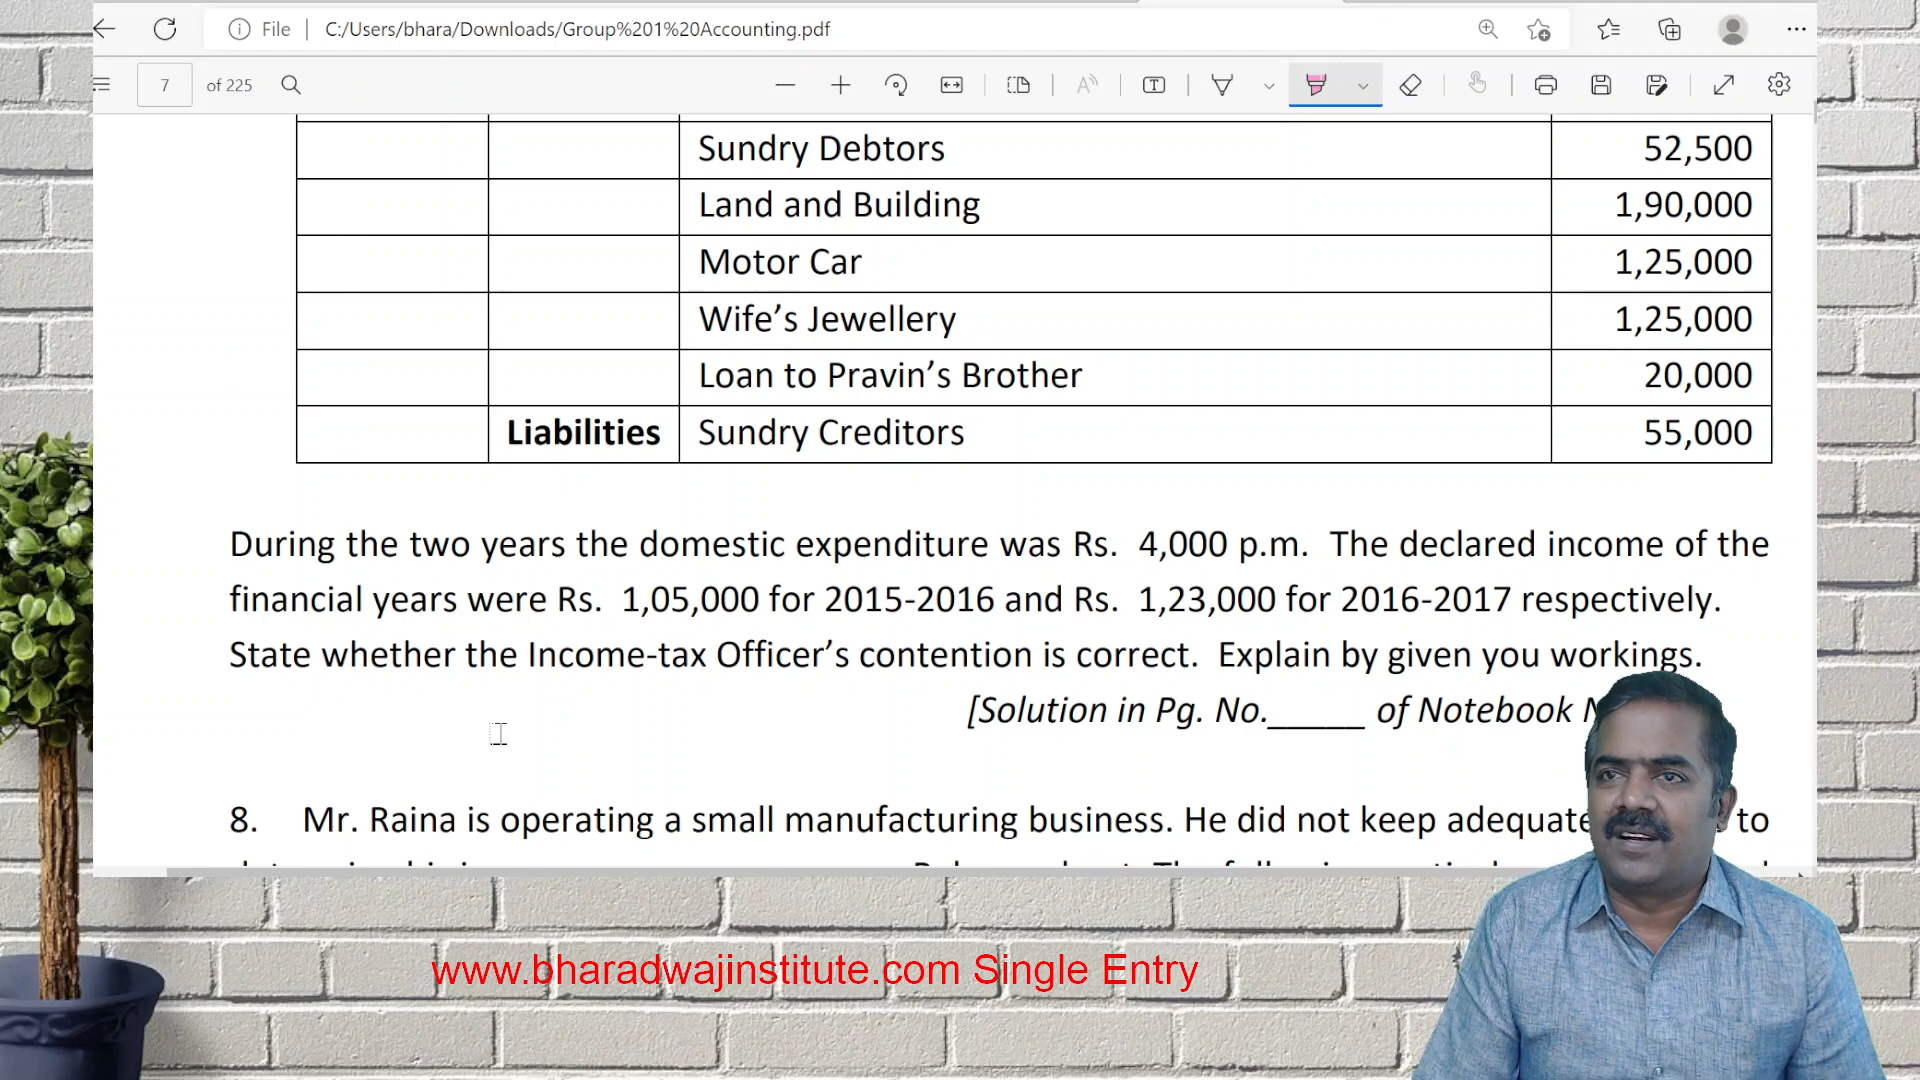 File C:/Users/bhara/Downloads/Group%201%20Accounting.pdf
7 of 225
Sundry Debtors 52,500
Land and Building 1,90,000
Motor Car 1,25,000
Wife’s Jewellery 1,25,000
Loan to Pravin’s Brother 20,000
Liabilities Sundry Creditors 55,000
During the two years the domestic expenditure was Rs. 4,000 p.m. The declared income of the
financial years were Rs. 1,05,000 for 2015-2016 and Rs. 1,23,000 for 2016-2017 respectively.
State whether the Income-tax Officer’s contention is correct. Explain by given you workings.
[Solution in Pg. No._____ of Notebook
8. Mr. Raina is operating a small manufacturing business. He did not keep adequate to
www.bharadwajinstitute.com Single Entry